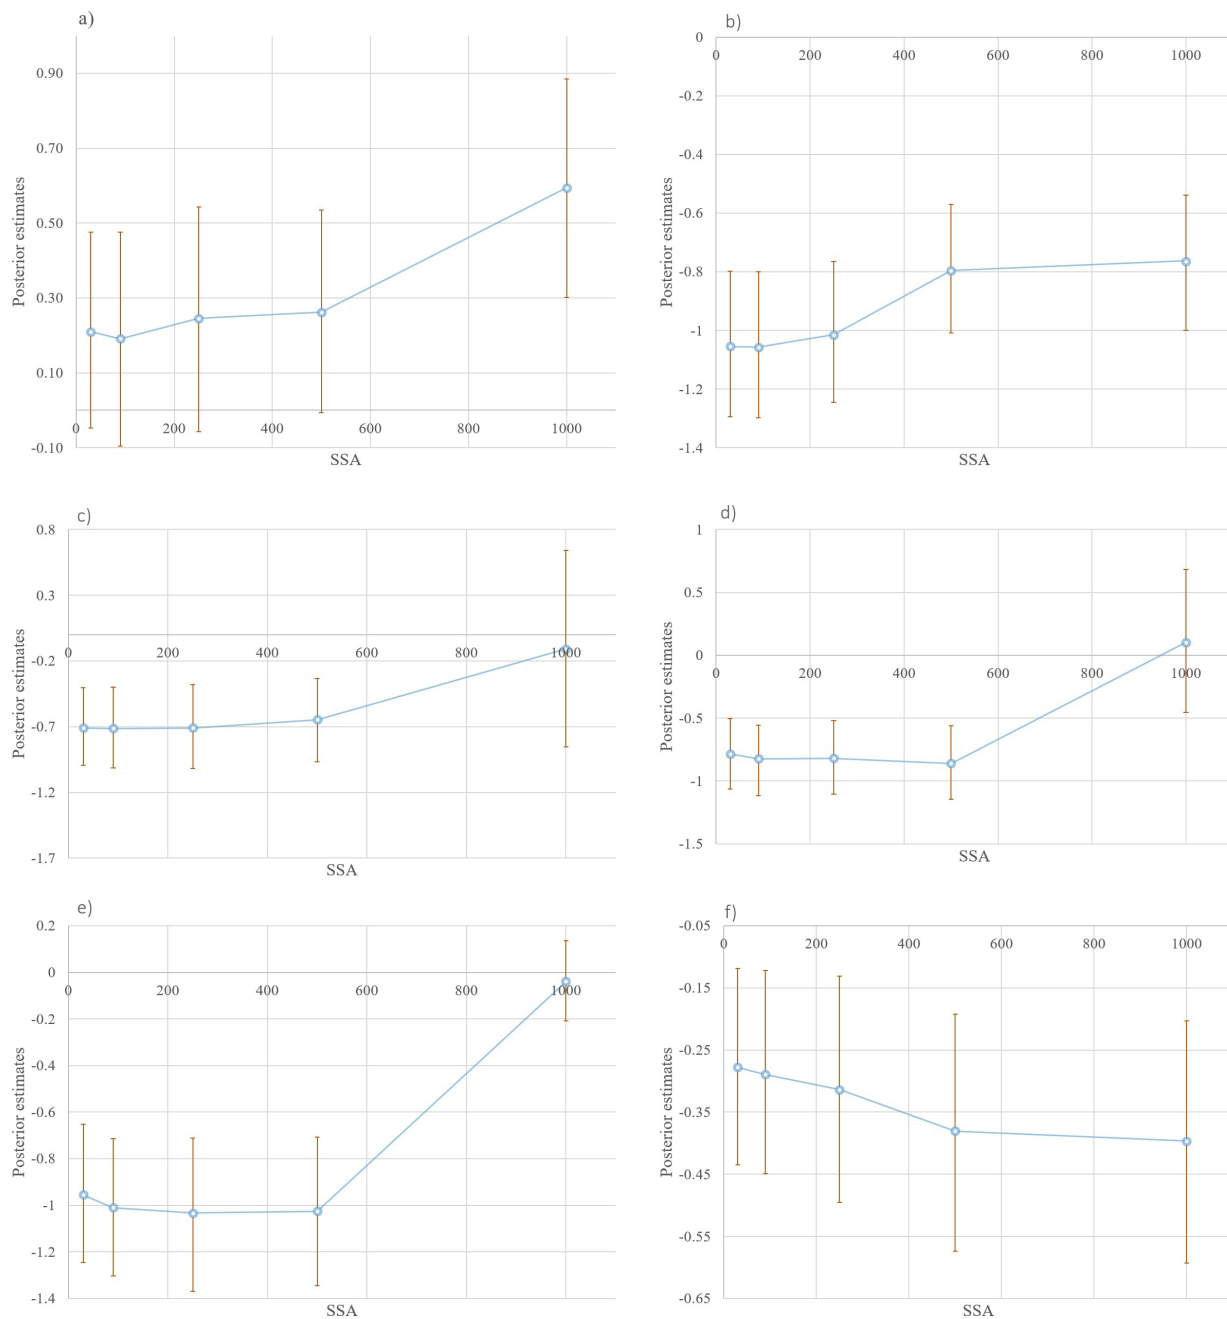 a)
0.90
0.70
0.50
0.30
0.10
-0.10
0 200 400 600 800 1000
Posterior estimates
SSA
b)
0
-0.2
-0.4
-0.6
-0.8
-1
-1.2
-1.4
0 200 400 600 800 1000
Posterior estimates
SSA
c)
0.8
0.3
-0.2
-0.7
-1.2
-1.7
0 200 400 600 800 1000
Posterior estimates
SSA
d)
1
0.5
0
-0.5
-1
-1.5
0 200 400 600 800 1000
Posterior estimates
SSA
e)
0.2
0
-0.2
-0.4
-0.6
-0.8
-1
-1.2
-1.4
0 200 400 600 800 1000
Posterior estimates
SSA
f)
-0.05
-0.15
-0.25
-0.35
-0.45
-0.55
-0.65
0 200 400 600 800 1000
Posterior estimates
SSA